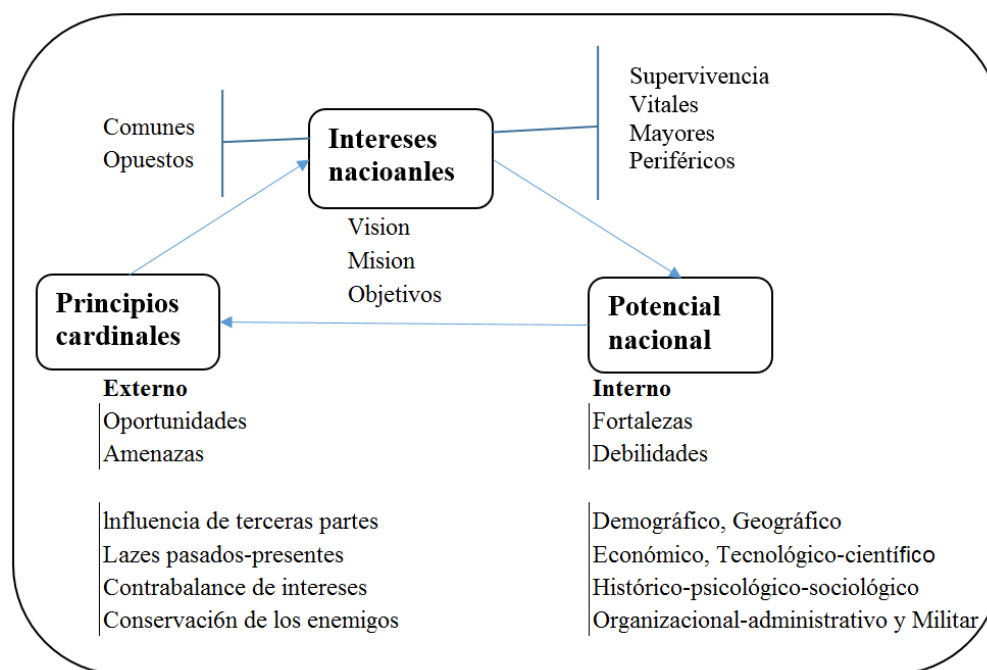 Comunes
Opuestos
Intereses
nacioanles
Supervivencia
Vitales
Mayores
Periféricos
Vision
Mision
Objetivos
Principios
cardinales
Potencial
nacional
Externo
Oportunidades
Amenazas
lnfluencia de terceras partes
Lazes pasados-presentes
Contrabalance de intereses
Conservaci6n de los enemigos
Interno
Fortalezas
Debilidades
Demográfico, Geográfico
Económico, Tecnológico-científico
Histórico-psicológico-sociológico
Organizacional-administrativo y Militar